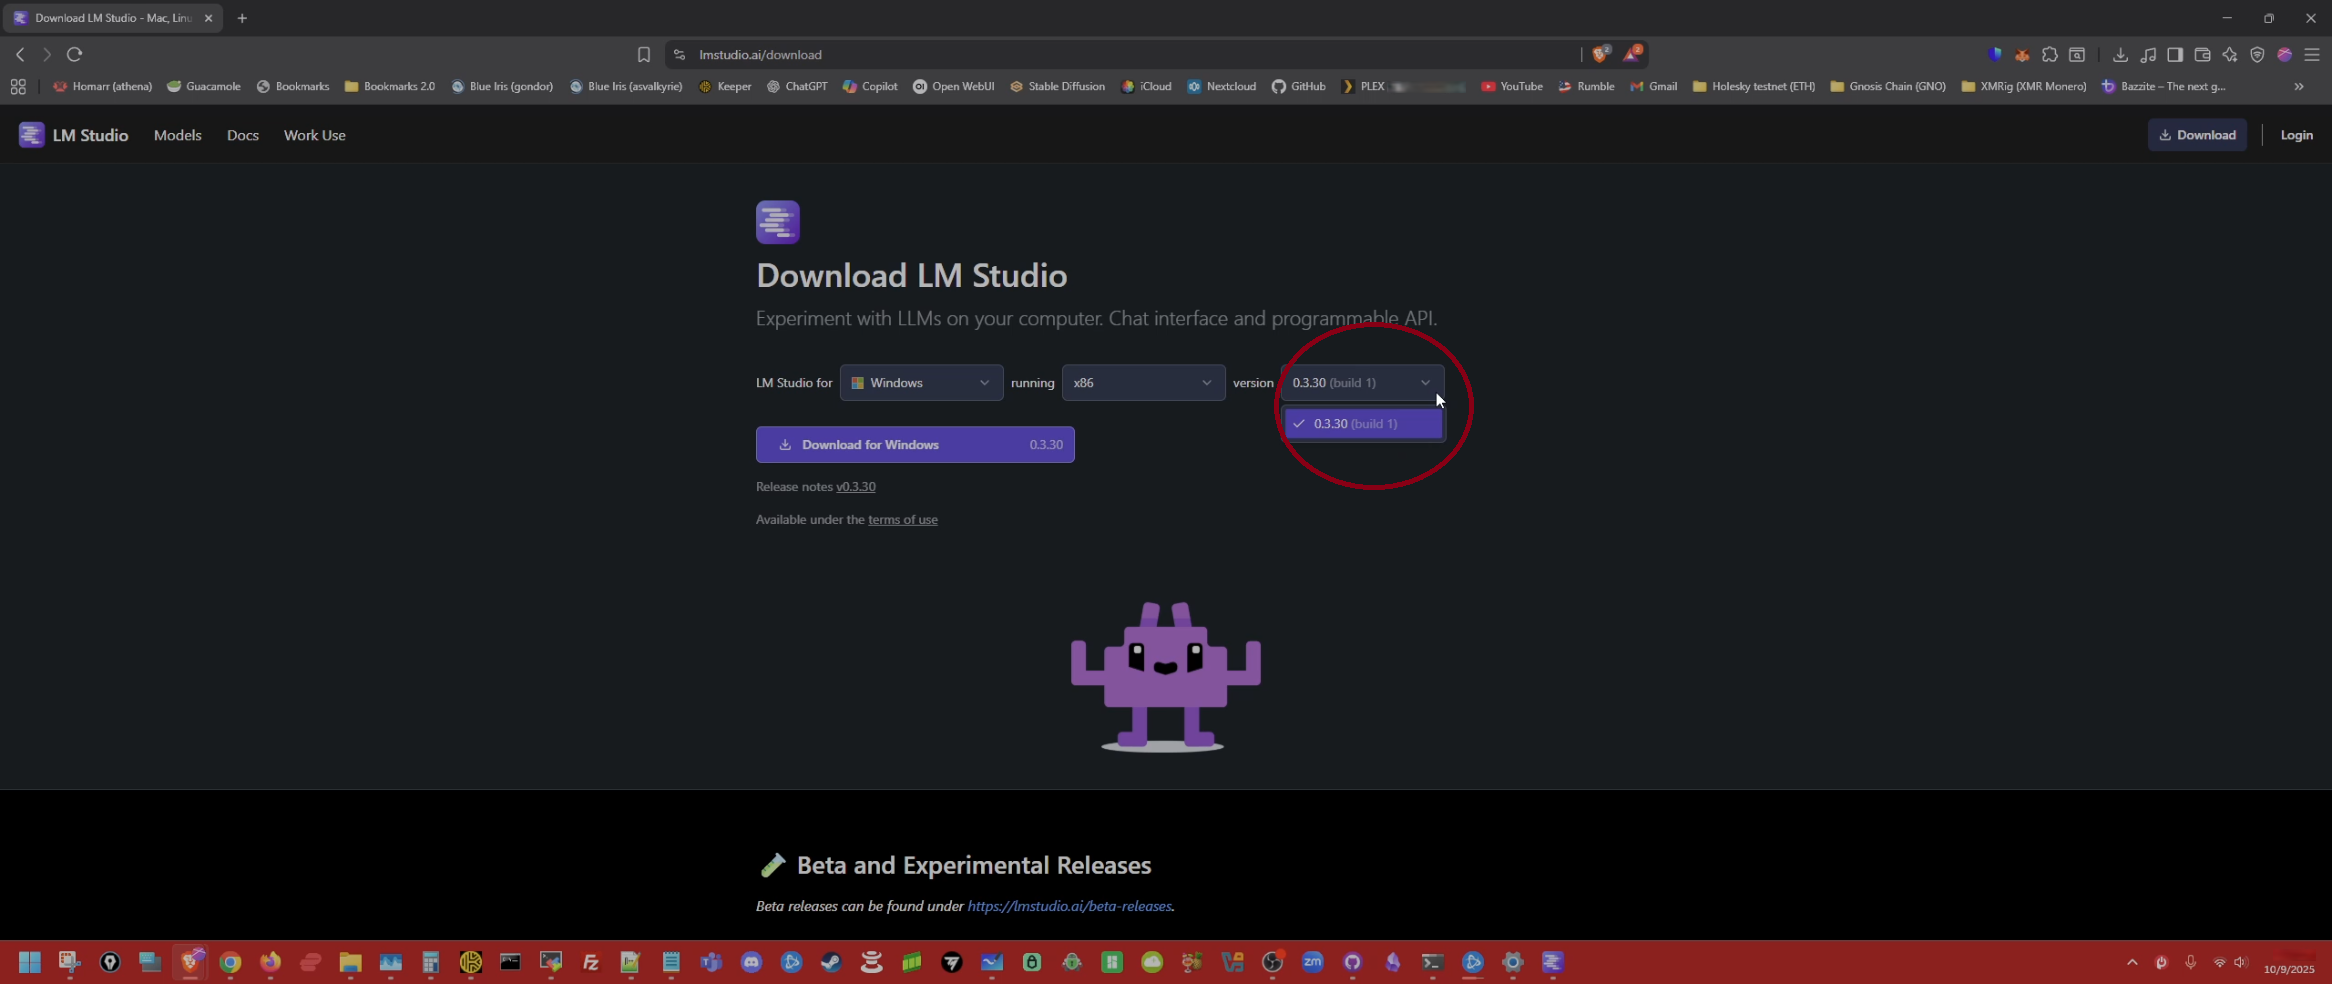 Download LM Studio - Mac, Linu
lmstudio.ai/download
2
2
Homarr (athena)
Guacamole
Bookmarks
Bookmarks 2.0
Blue Iris (gondor)
Blue Iris (asvalkyrie)
Keeper
ChatGPT
Copilot
Open WebUI
Stable Diffusion
iCloud
Nextcloud
GitHub
PLEX
YouTube
Rumble
Gmail
Holesky testnet (ETH)
Gnosis Chain (GNO)
XMRig (XMR Monero)
Bazzite – The next g...
LM Studio
Models
Docs
Work Use
Download
Login
Download LM Studio
Experiment with LLMs on your computer. Chat interface and programmable API.
LM Studio for Windows running x86 version 0.3.30 (build 1)
0.3.30 (build 1)
Download for Windows 0.3.30
Release notes v0.3.30
Available under the terms of use
Beta and Experimental Releases
Beta releases can be found under https://lmstudio.ai/beta-releases.
10/9/2025